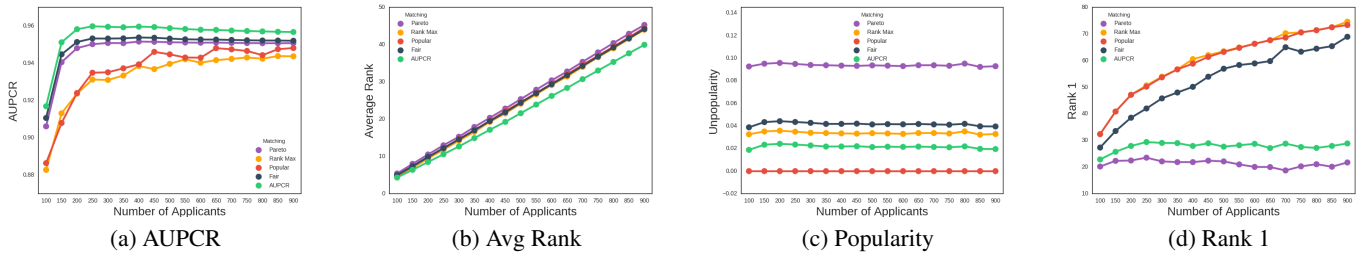 0.96
0.94
0.92
0.90
0.88
AUPCR
Matching
Pareto
Rank Max
Popular
Fair
AUPCR
100 150 200 250 300 350 400 450 500 550 600 650 700 750 800 850 900
Number of Applicants
(a) AUPCR
50
40
30
20
10
0
Average Rank
Matching
Pareto
Rank Max
Popular
Fair
AUPCR
100 150 200 250 300 350 400 450 500 550 600 650 700 750 800 850 900
Number of Applicants
(b) Avg Rank
0.14
0.12
0.10
0.08
0.06
0.04
0.02
0.00
−0.02
Unpopularity
Matching
Pareto
Rank Max
Popular
Fair
AUPCR
100 150 200 250 300 350 400 450 500 550 600 650 700 750 800 850 900
Number of Applicants
(c) Popularity
80
70
60
50
40
30
20
10
Rank 1
Matching
Pareto
Rank Max
Popular
Fair
AUPCR
100 150 200 250 300 350 400 450 500 550 600 650 700 750 800 850 900
Number of Applicants
(d) Rank 1